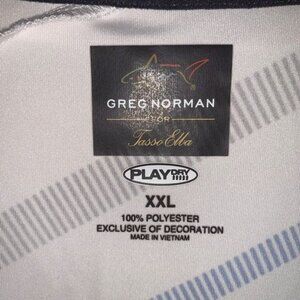 GREG NORMAN
FOR
Tasso Elba
PLAYDRY
XXL
100% POLYESTER
EXCLUSIVE OF DECORATION
MADE IN VIETNAM